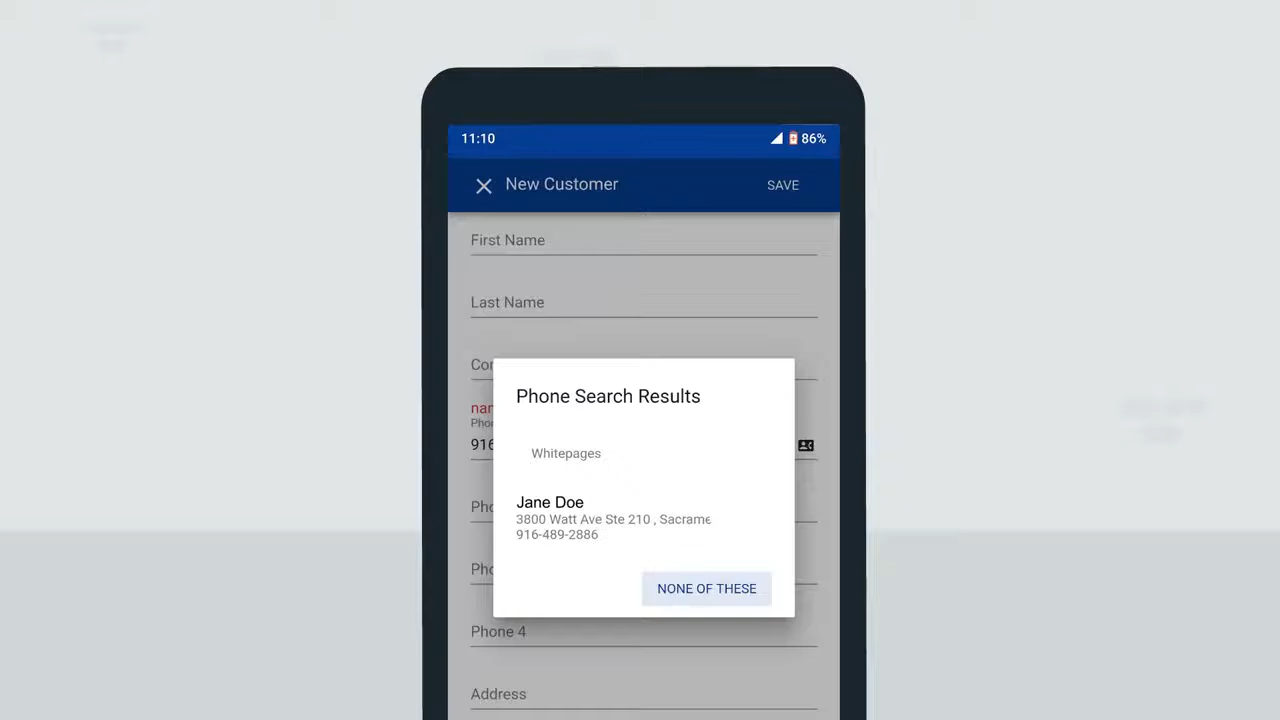 11:10 86%
New Customer SAVE
First Name
Last Name
Phone Search Results
916
Whitepages
Jane Doe
3800 Watt Ave Ste 210 , Sacrame
916-489-2886
NONE OF THESE
Phone 4
Address